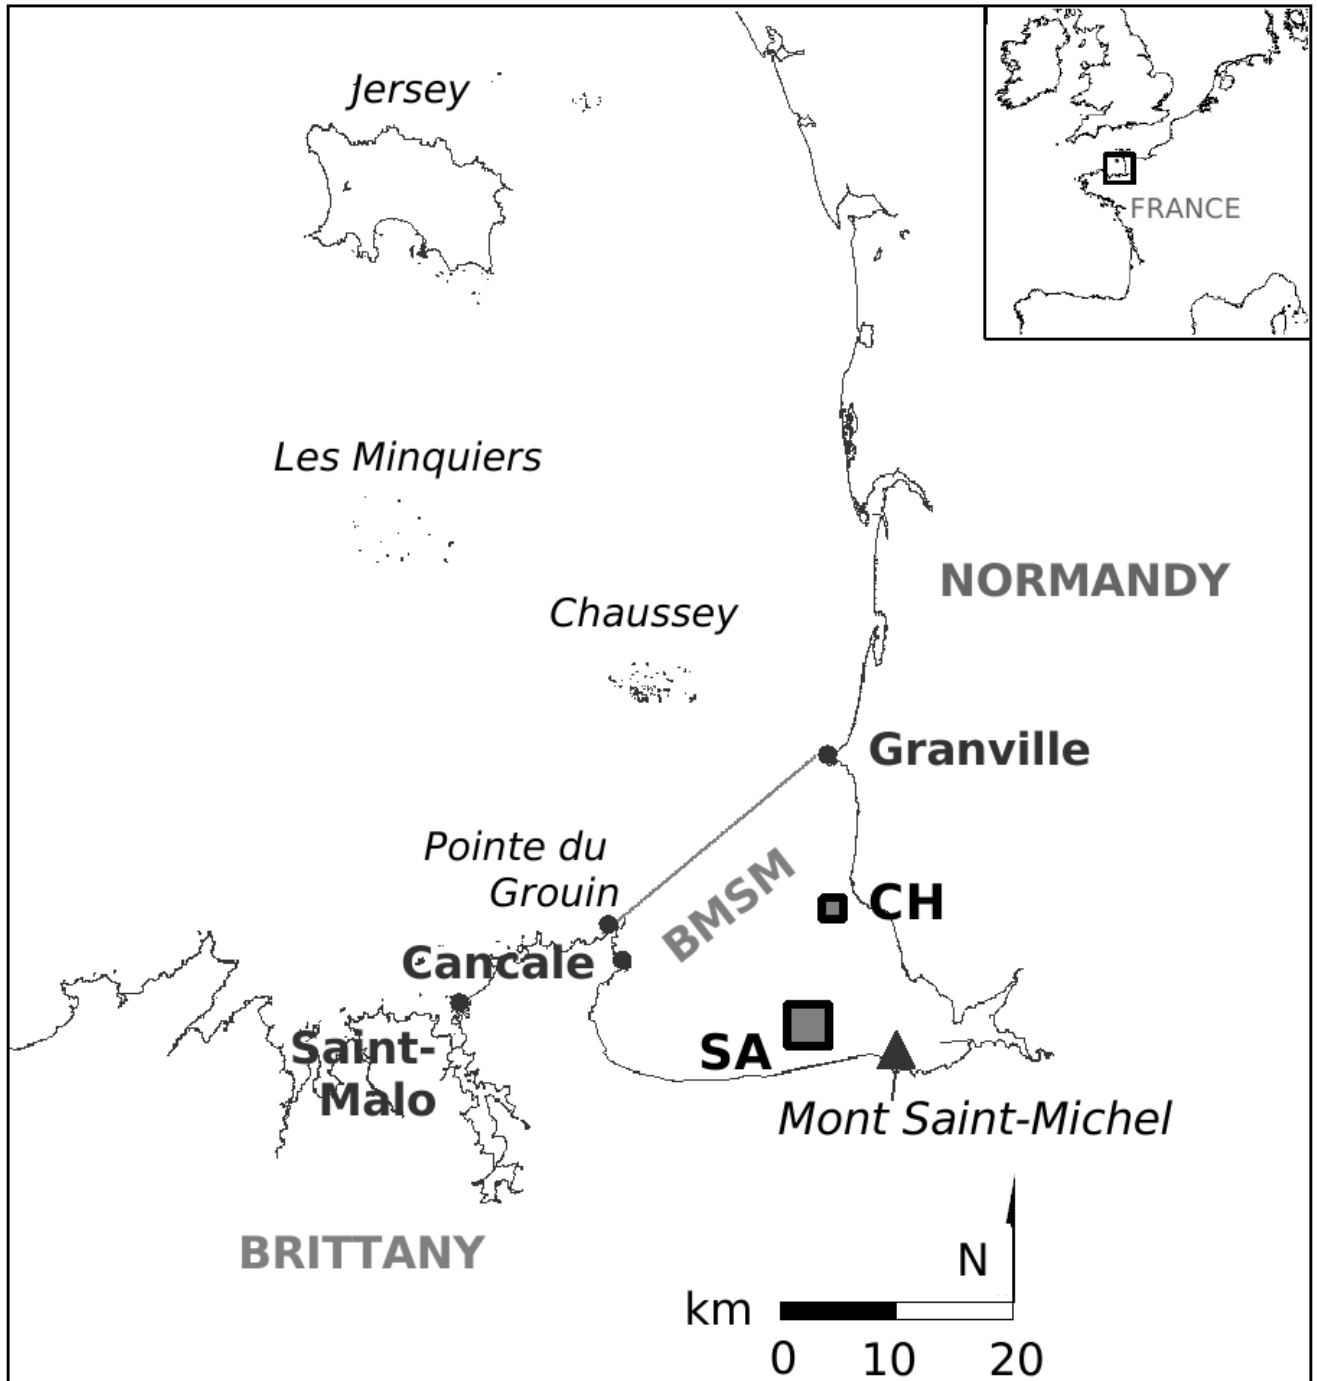 Jersey
FRANCE
Les Minquiers
NORMANDY
Chaussey
Granville
Pointe du
Grouin
BMSM
CH
Cancale
SA
Saint-
Malo
Mont Saint-Michel
BRITTANY
N
km
0 10 20